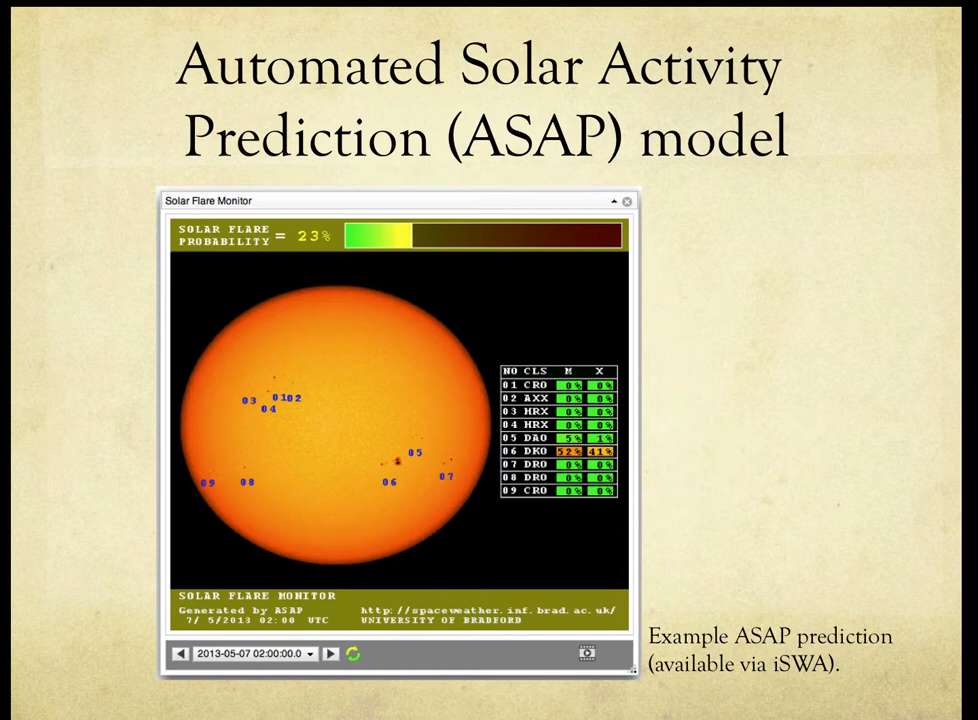 Automated Solar Activity
Prediction (ASAP) model
Solar Flare Monitor
SOLAR FLARE
PROBABILITY = 23%
NO CLS M X
01 CRO 0% 0%
02 AXX 0% 0%
03 HRX 0% 0%
04 HRX 0% 0%
05 DAO 5% 1%
06 DKO 52% 41%
07 DRO 0% 0%
08 DRO 0% 0%
09 CRO 0% 0%
03 01 02
04
05
09 08 06 07
SOLAR FLARE MONITOR
Generated by ASAP http://spaceweather.inf.brad.ac.uk/
7/ 5/2013 02:00 UTC UNIVERSITY OF BRADFORD
2013-05-07 02:00:00.0
Example ASAP prediction
(available via iSWA).